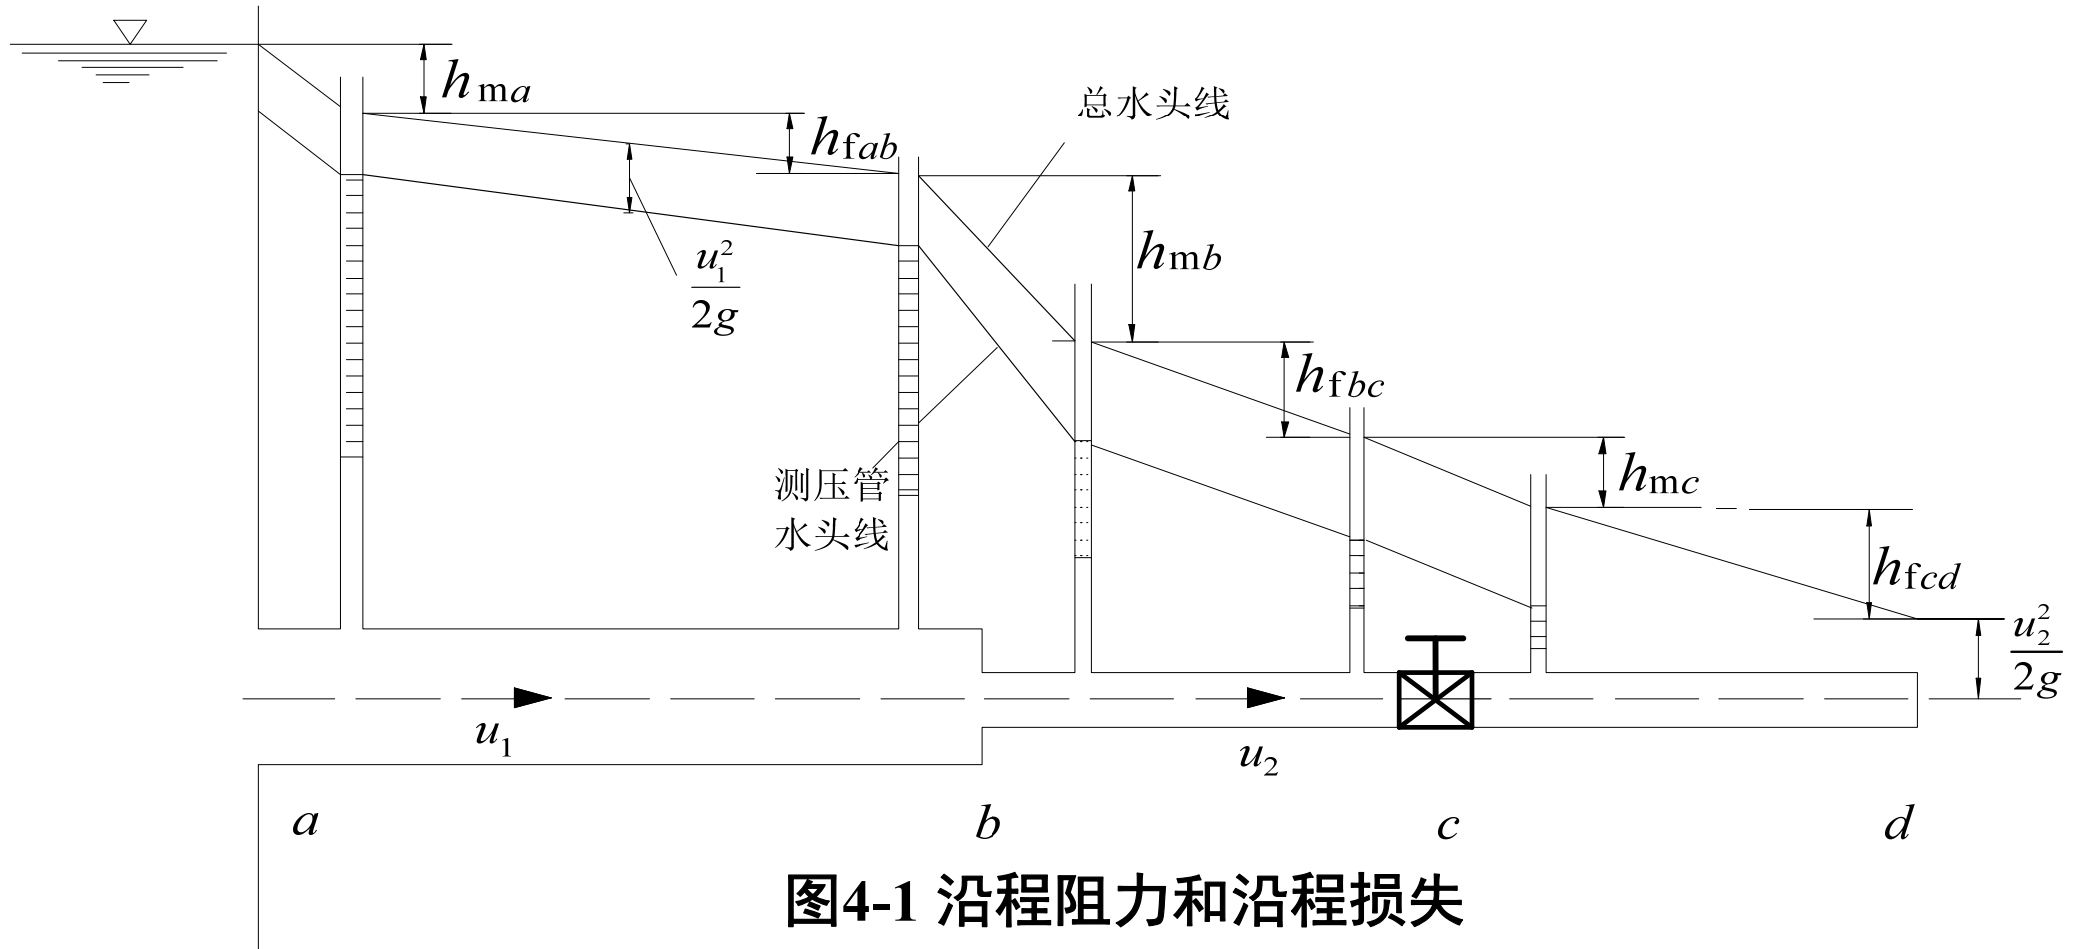 hma
总水头线
hfab
hmb
u₁²/2g
hfbc
hmc
测压管
水头线
hfcd
u₂²/2g
u₁
u₂
a
b
c
d
图4-1 沿程阻力和沿程损失